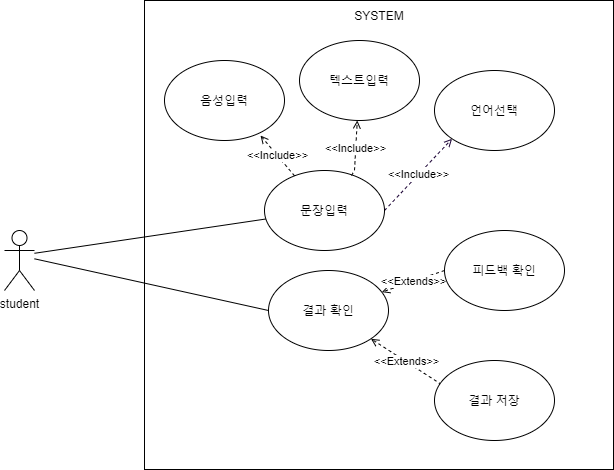 SYSTEM
음성입력
텍스트입력
언어선택
<<Include>>
<<Include>>
<<Include>>
문장입력
student
결과 확인
<<Extends>>
피드백 확인
<<Extends>>
결과 저장